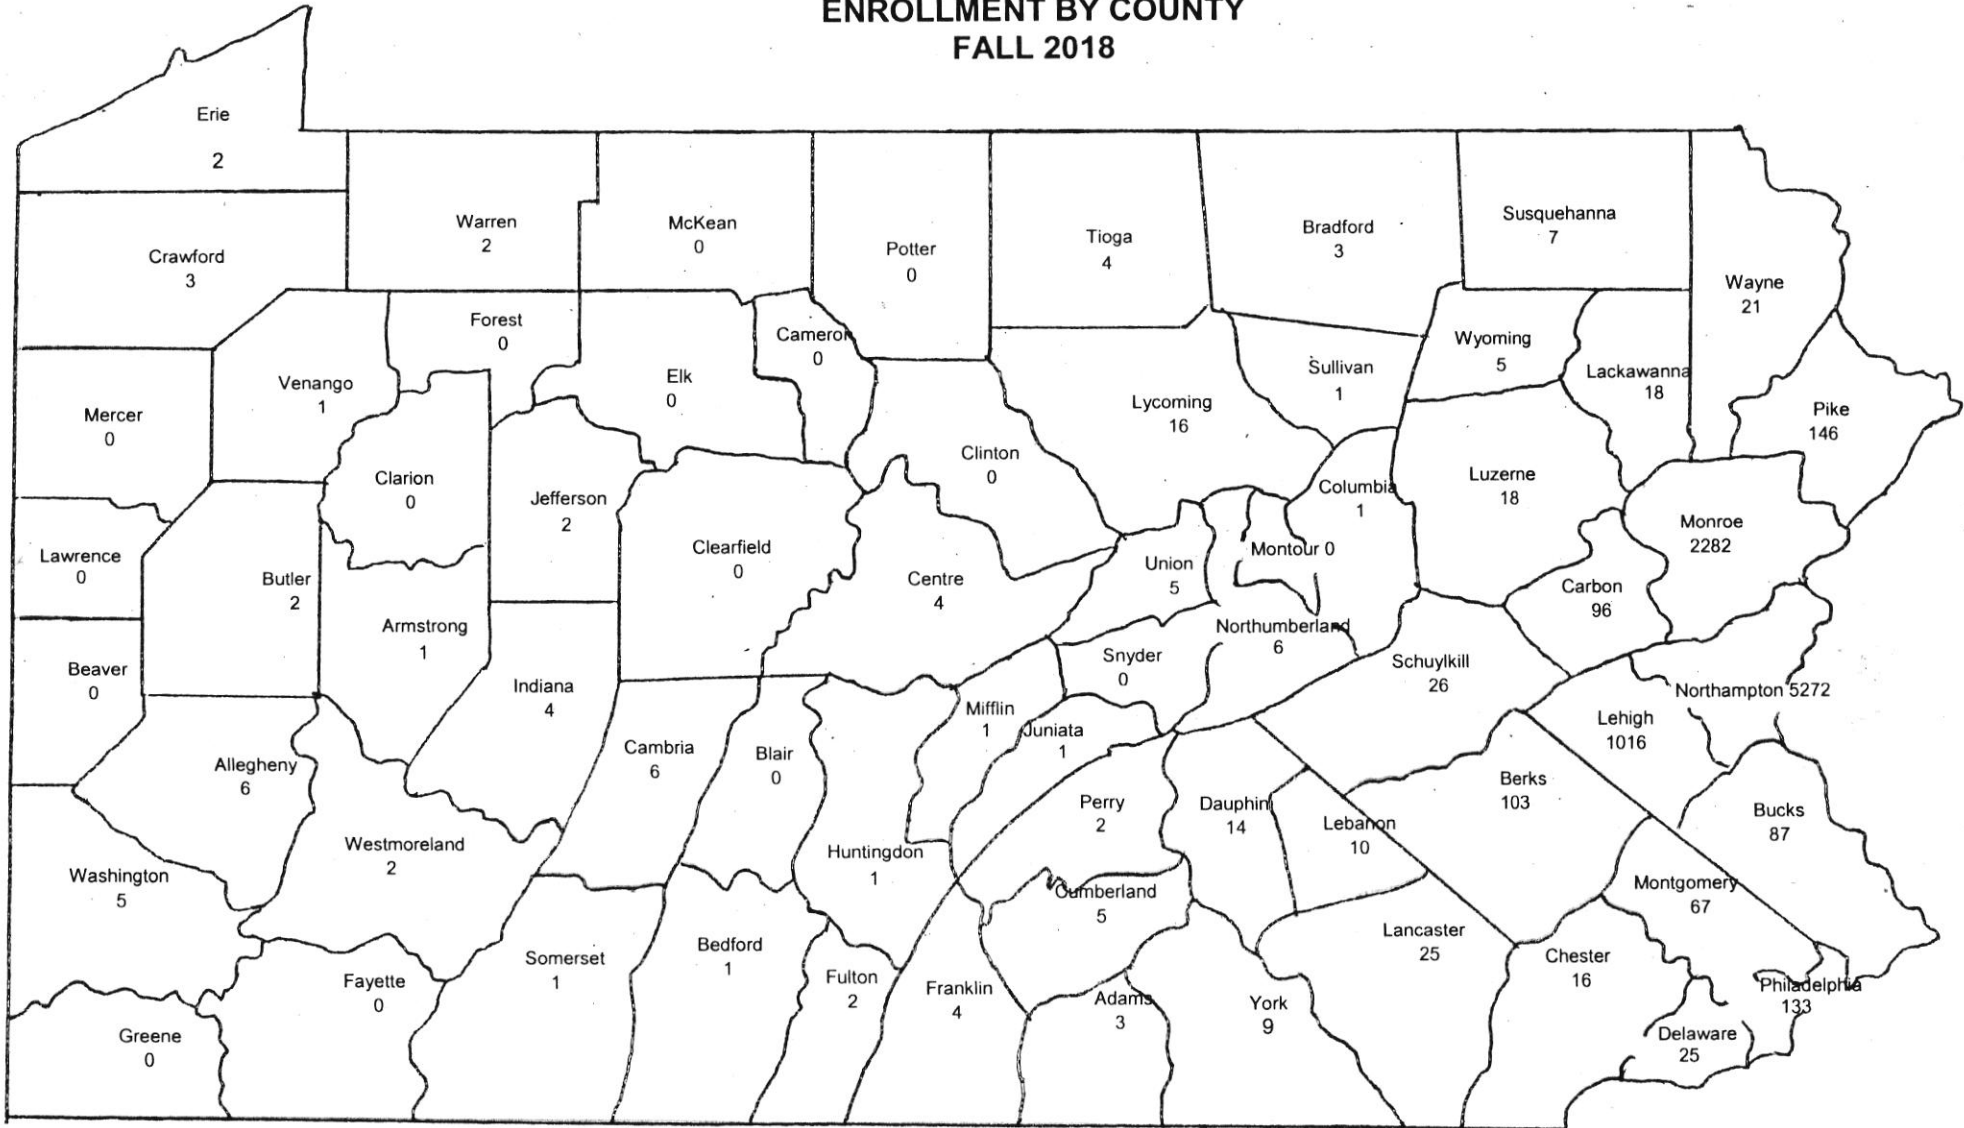 ENROLLMENT BY COUNTY
FALL 2018
Erie
2
Crawford
3
Warren
2
McKean
0
Potter
0
Tioga
4
Bradford
3
Susquehanna
7
Wayne
21
Forest
0
Cameron
0
Venango
1
Elk
0
Mercer
0
Clarion
0
Jefferson
2
Clinton
0
Lycoming
16
Sullivan
1
Wyoming
5
Lackawanna
18
Pike
146
Lawrence
0
Butler
2
Clearfield
0
Centre
4
Union
5
Montour 0
Columbia
1
Luzerne
18
Monroe
2282
Carbon
96
Beaver
0
Armstrong
1
Indiana
4
Snyder
0
Northumberland
6
Schuylkill
26
Northampton 5272
Lehigh
1016
Allegheny
6
Cambria
6
Blair
0
Mifflin
1
Juniata
1
Perry
2
Dauphin
14
Lebanon
10
Berks
103
Bucks
87
Washington
5
Westmoreland
2
Huntingdon
1
Cumberland
5
Lancaster
25
Montgomery
67
Greene
0
Fayette
0
Somerset
1
Bedford
1
Fulton
2
Franklin
4
Adams
3
York
9
Chester
16
Philadelphia
133
Delaware
25